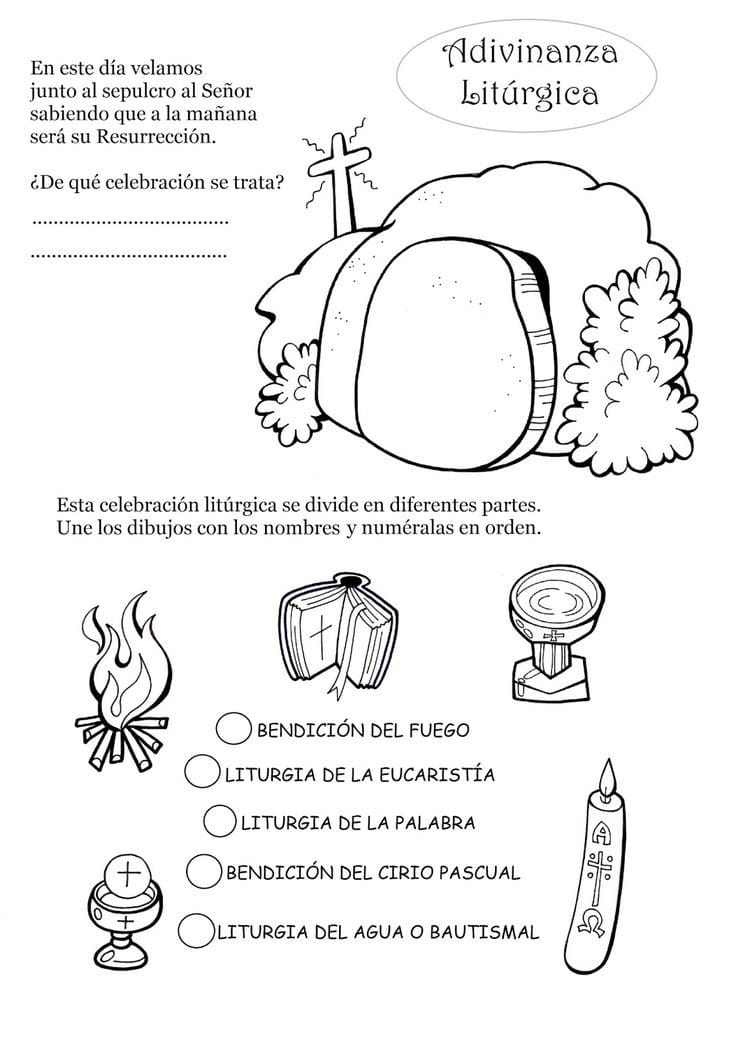 Adivinanza
Litúrgica
En este día velamos
junto al sepulcro al Señor
sabiendo que a la mañana
será su Resurrección.
¿De qué celebración se trata?
.....................................
.....................................
Esta celebración litúrgica se divide en diferentes partes.
Une los dibujos con los nombres y numéralas en orden.
BENDICIÓN DEL FUEGO
LITURGIA DE LA EUCARISTÍA
LITURGIA DE LA PALABRA
BENDICIÓN DEL CIRIO PASCUAL
LITURGIA DEL AGUA O BAUTISMAL
Α
Ω